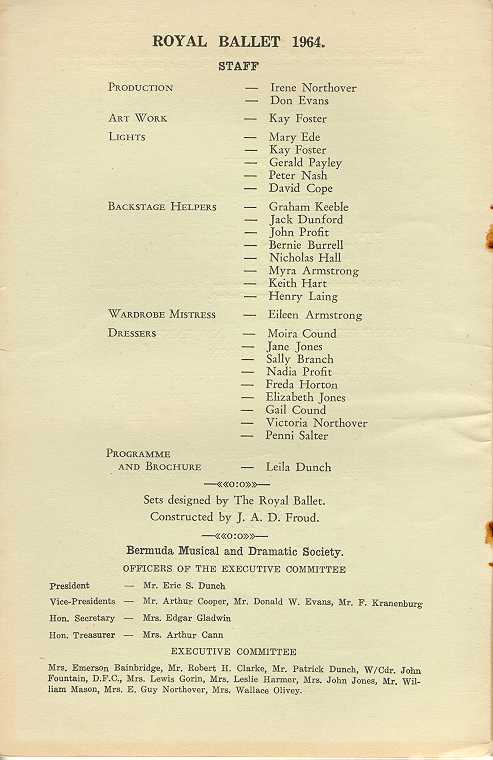 ROYAL BALLET 1964.
STAFF
PRODUCTION — Irene Northover
— Don Evans
ART WORK — Kay Foster
LIGHTS — Mary Ede
— Kay Foster
— Gerald Payley
— Peter Nash
— David Cope
BACKSTAGE HELPERS — Graham Keeble
— Jack Dunford
— John Profit
— Bernie Burrell
— Nicholas Hall
— Myra Armstrong
— Keith Hart
— Henry Laing
WARDROBE MISTRESS — Eileen Armstrong
DRESSERS — Moira Cound
— Jane Jones
— Sally Branch
— Nadia Profit
— Freda Horton
— Elizabeth Jones
— Gail Cound
— Victoria Northover
— Penni Salter
PROGRAMME
AND BROCHURE — Leila Dunch
—««o:o»»—
Sets designed by The Royal Ballet.
Constructed by J. A. D. Froud.
—««o:o»»—
Bermuda Musical and Dramatic Society.
OFFICERS OF THE EXECUTIVE COMMITTEE
President — Mr. Eric S. Dunch
Vice-Presidents — Mr. Arthur Cooper, Mr. Donald W. Evans, Mr. F. Kranenburg
Hon. Secretary — Mrs. Edgar Gladwin
Hon. Treasurer — Mrs. Arthur Cann
EXECUTIVE COMMITTEE
Mrs. Emerson Bainbridge, Mr. Robert H. Clarke, Mr. Patrick Dunch, W/Cdr. John
Fountain, D.F.C., Mrs. Lewis Gorin, Mrs. Leslie Harmer, Mrs. John Jones, Mr. Wil-
liam Mason, Mrs. E. Guy Northover, Mrs. Wallace Olivey.